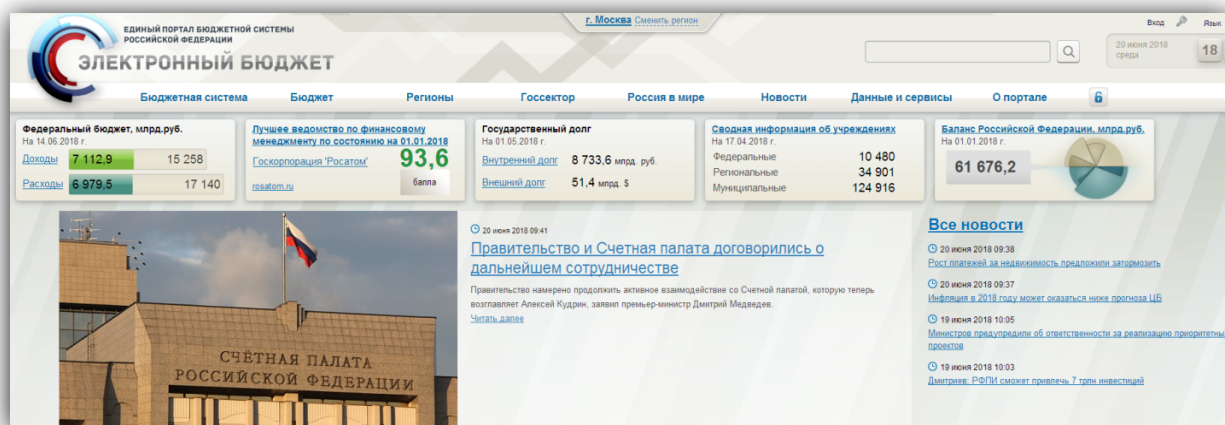 ЕДИНЫЙ ПОРТАЛ БЮДЖЕТНОЙ СИСТЕМЫ
РОССИЙСКОЙ ФЕДЕРАЦИИ
ЭЛЕКТРОННЫЙ БЮДЖЕТ
г. Москва Сменить регион
Вход Язык
20 июня 2018
среда
18
Бюджетная система Бюджет Регионы Госсектор Россия в мире Новости Данные и сервисы О портале
Федеральный бюджет, млрд.руб.
На 14.06.2018 г.
Доходы 7 112,9 15 258
Расходы 6 979,5 17 140
Лучшее ведомство по финансовому
менеджменту по состоянию на 01.01.2018
Госкорпорация 'Росатом' 93,6
rosatom.ru балла
Государственный долг
На 01.05.2018 г.
Внутренний долг 8 733,6 млрд. руб.
Внешний долг 51,4 млрд. $
Сводная информация об учреждениях
На 17.04.2018 г.
Федеральные 10 480
Региональные 34 901
Муниципальные 124 916
Баланс Российской Федерации, млрд.руб.
На 01.01.2018 г.
61 676,2
СЧЁТНАЯ ПАЛАТА
РОССИЙСКОЙ ФЕДЕРАЦИИ
20 июня 2018 09:41
Правительство и Счетная палата договорились о
дальнейшем сотрудничестве
Правительство намерено продолжить активное взаимодействие со Счетной палатой, которую теперь
возглавляет Алексей Кудрин, заявил премьер-министр Дмитрий Медведев.
Читать далее
Все новости
20 июня 2018 09:38
Рост платежей за недвижимость предложили затормозить
20 июня 2018 09:37
Инфляция в 2018 году может оказаться ниже прогноза ЦБ
19 июня 2018 10:05
Министров предупредили об ответственности за реализацию приоритетных
проектов
19 июня 2018 10:03
Дмитриев: РФПИ сможет привлечь 7 трлн инвестиций